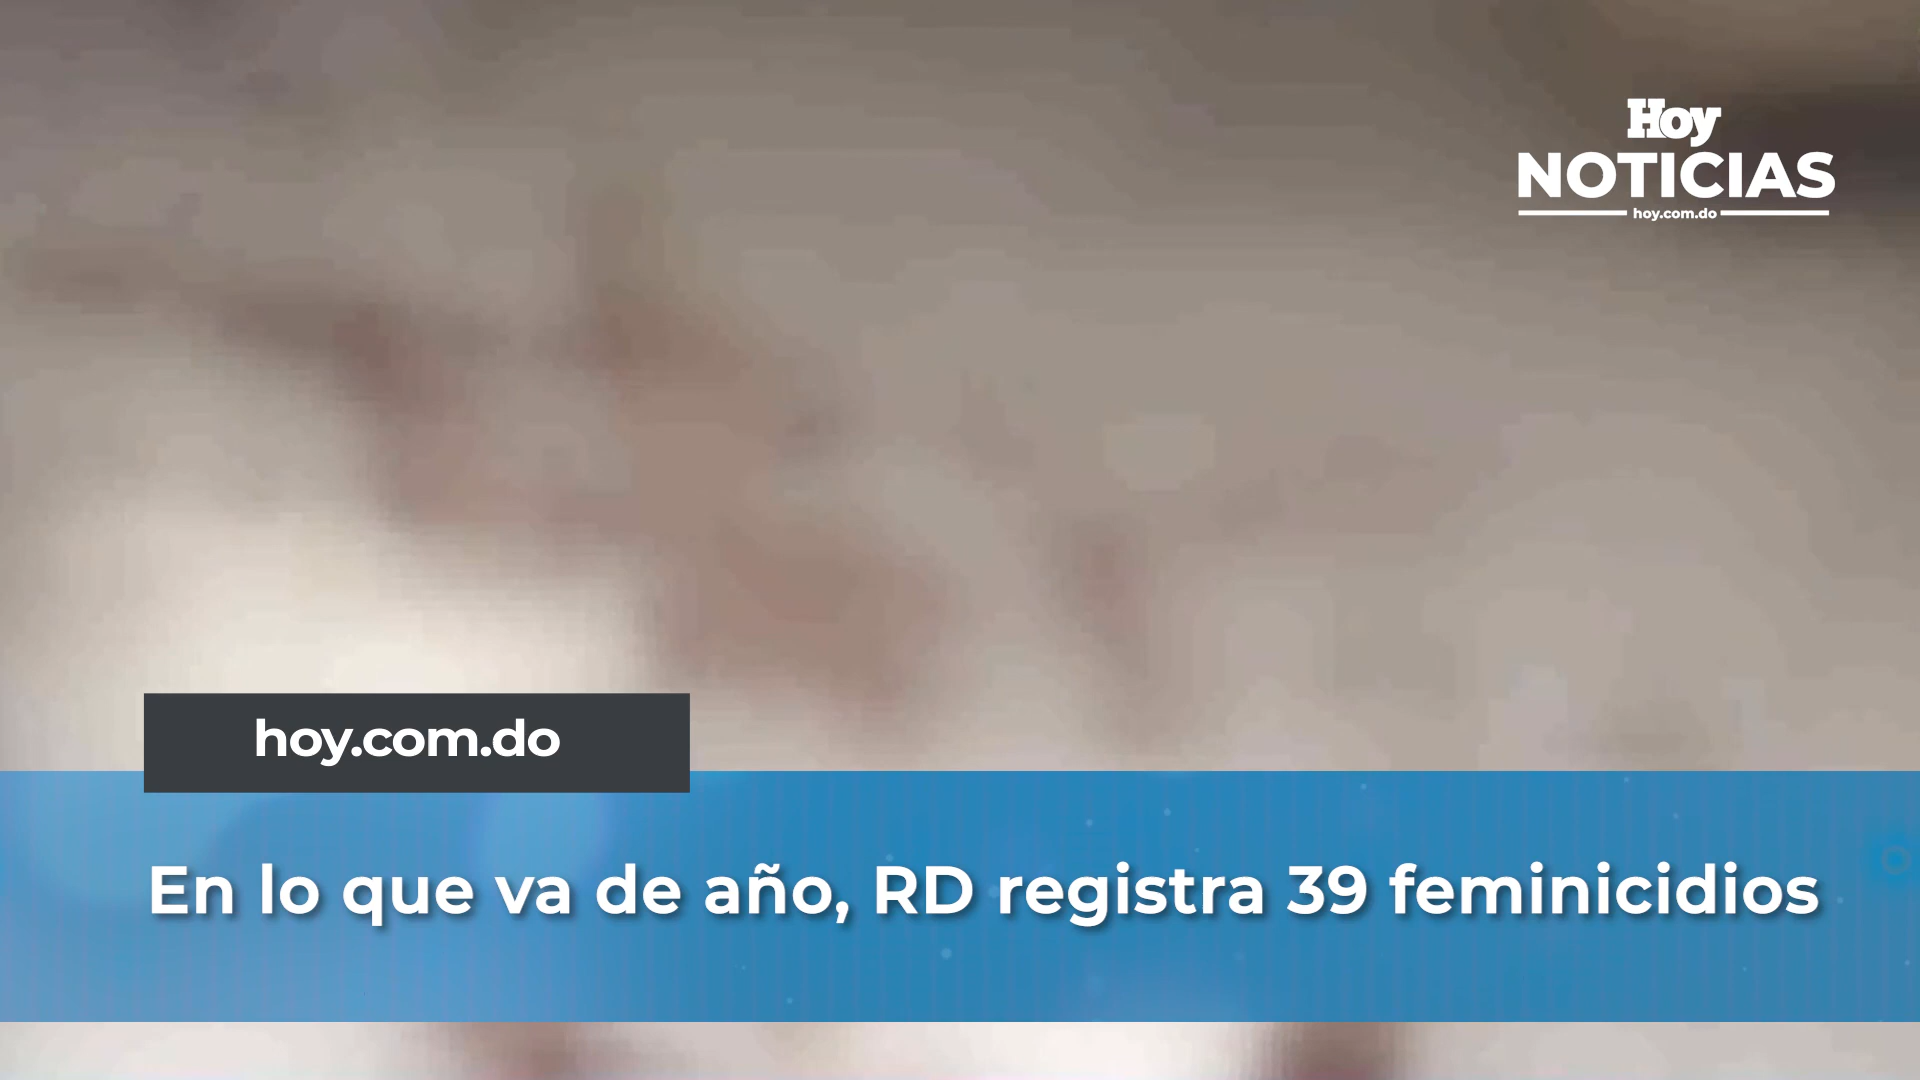 Hoy
NOTICIAS
hoy.com.do
hoy.com.do
En lo que va de año, RD registra 39 feminicidios